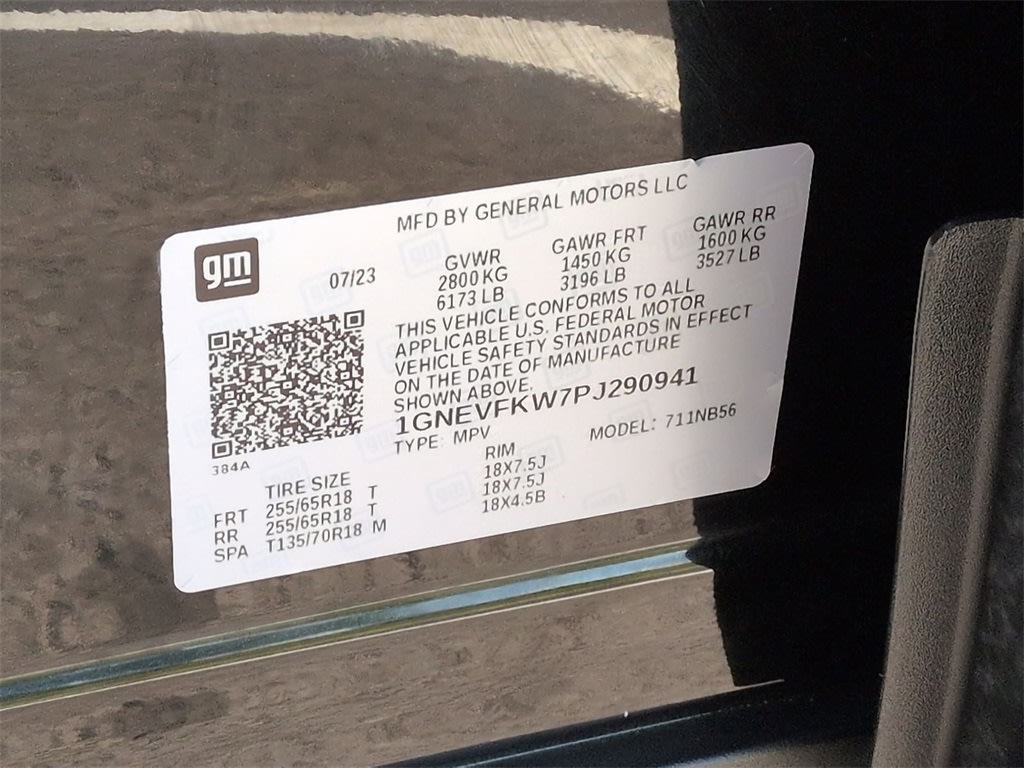 MFD BY GENERAL MOTORS LLC
gm
07/23
GVWR GAWR FRT GAWR RR
2800 KG 1450 KG 1600 KG
6173 LB 3196 LB 3527 LB
THIS VEHICLE CONFORMS TO ALL
APPLICABLE U.S. FEDERAL MOTOR
VEHICLE SAFETY STANDARDS IN EFFECT
ON THE DATE OF MANUFACTURE
SHOWN ABOVE.
1GNEVFKW7PJ290941
TYPE: MPV MODEL: 711NB56
384A
TIRE SIZE RIM
FRT 255/65R18 T 18X7.5J
RR 255/65R18 T 18X7.5J
SPA T135/70R18 M 18X4.5B